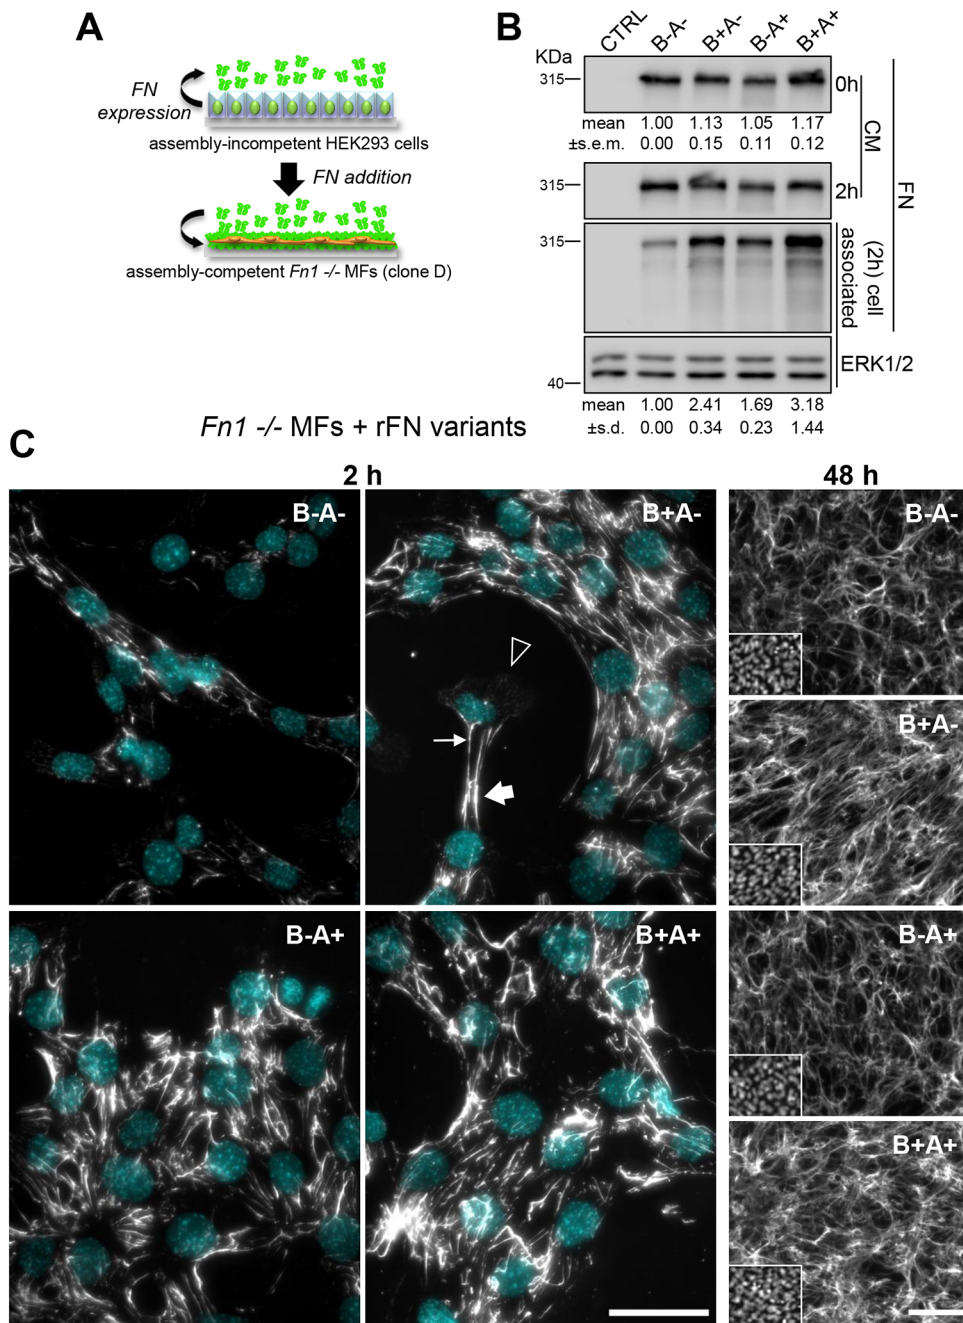 A
FN
expression
assembly-incompetent HEK293 cells
FN addition
assembly-competent Fn1 -/- MFs (clone D)
B
CTRL B-A- B+A- B-A+ B+A+
KDa
315
0h
mean 1.00 1.13 1.05 1.17
±s.e.m. 0.00 0.15 0.11 0.12
CM
315
2h
FN
315
(2h) cell
associated
ERK1/2
40
mean 1.00 2.41 1.69 3.18
±s.d. 0.00 0.34 0.23 1.44
Fn1 -/- MFs + rFN variants
C
2 h 48 h
B-A-
B+A-
B-A-
B+A-
B-A+
B+A+
B-A+
B+A+